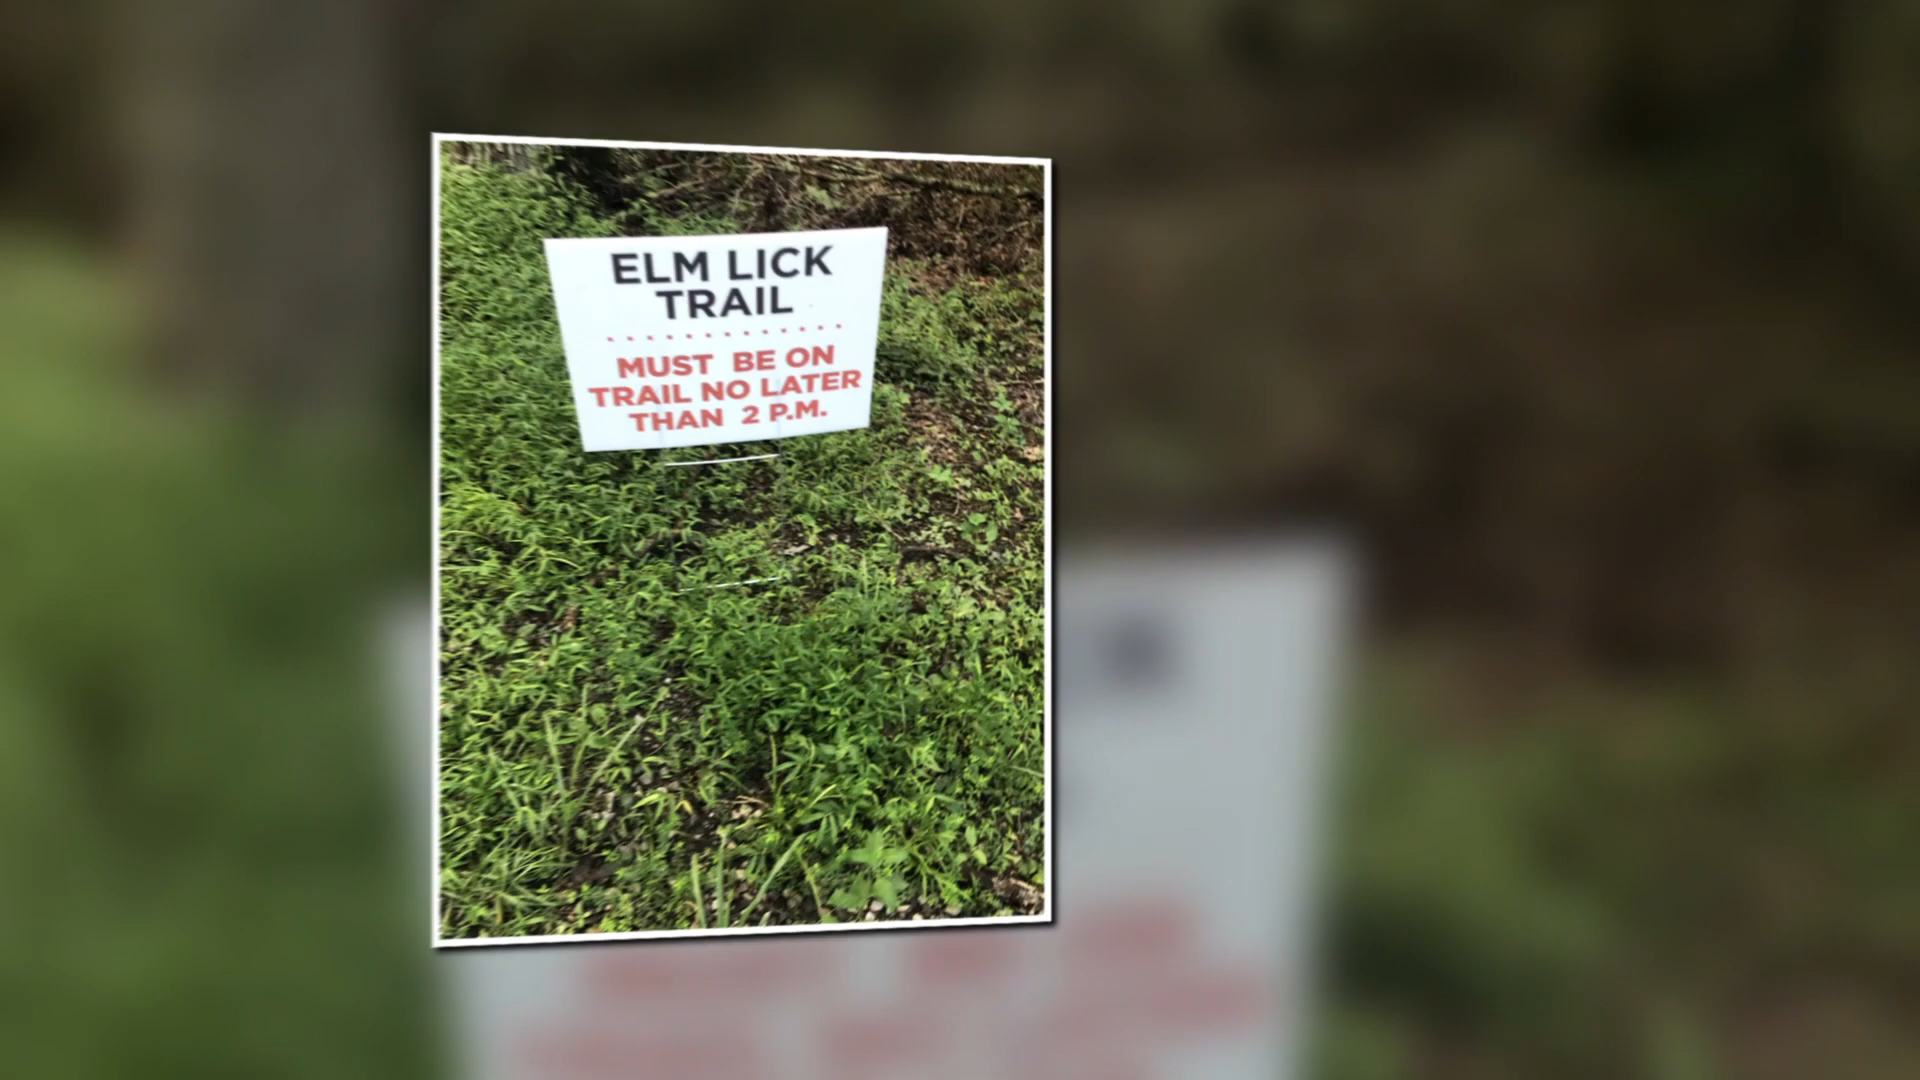 ELM LICK
TRAIL
MUST BE ON
TRAIL NO LATER
THAN 2 P.M.